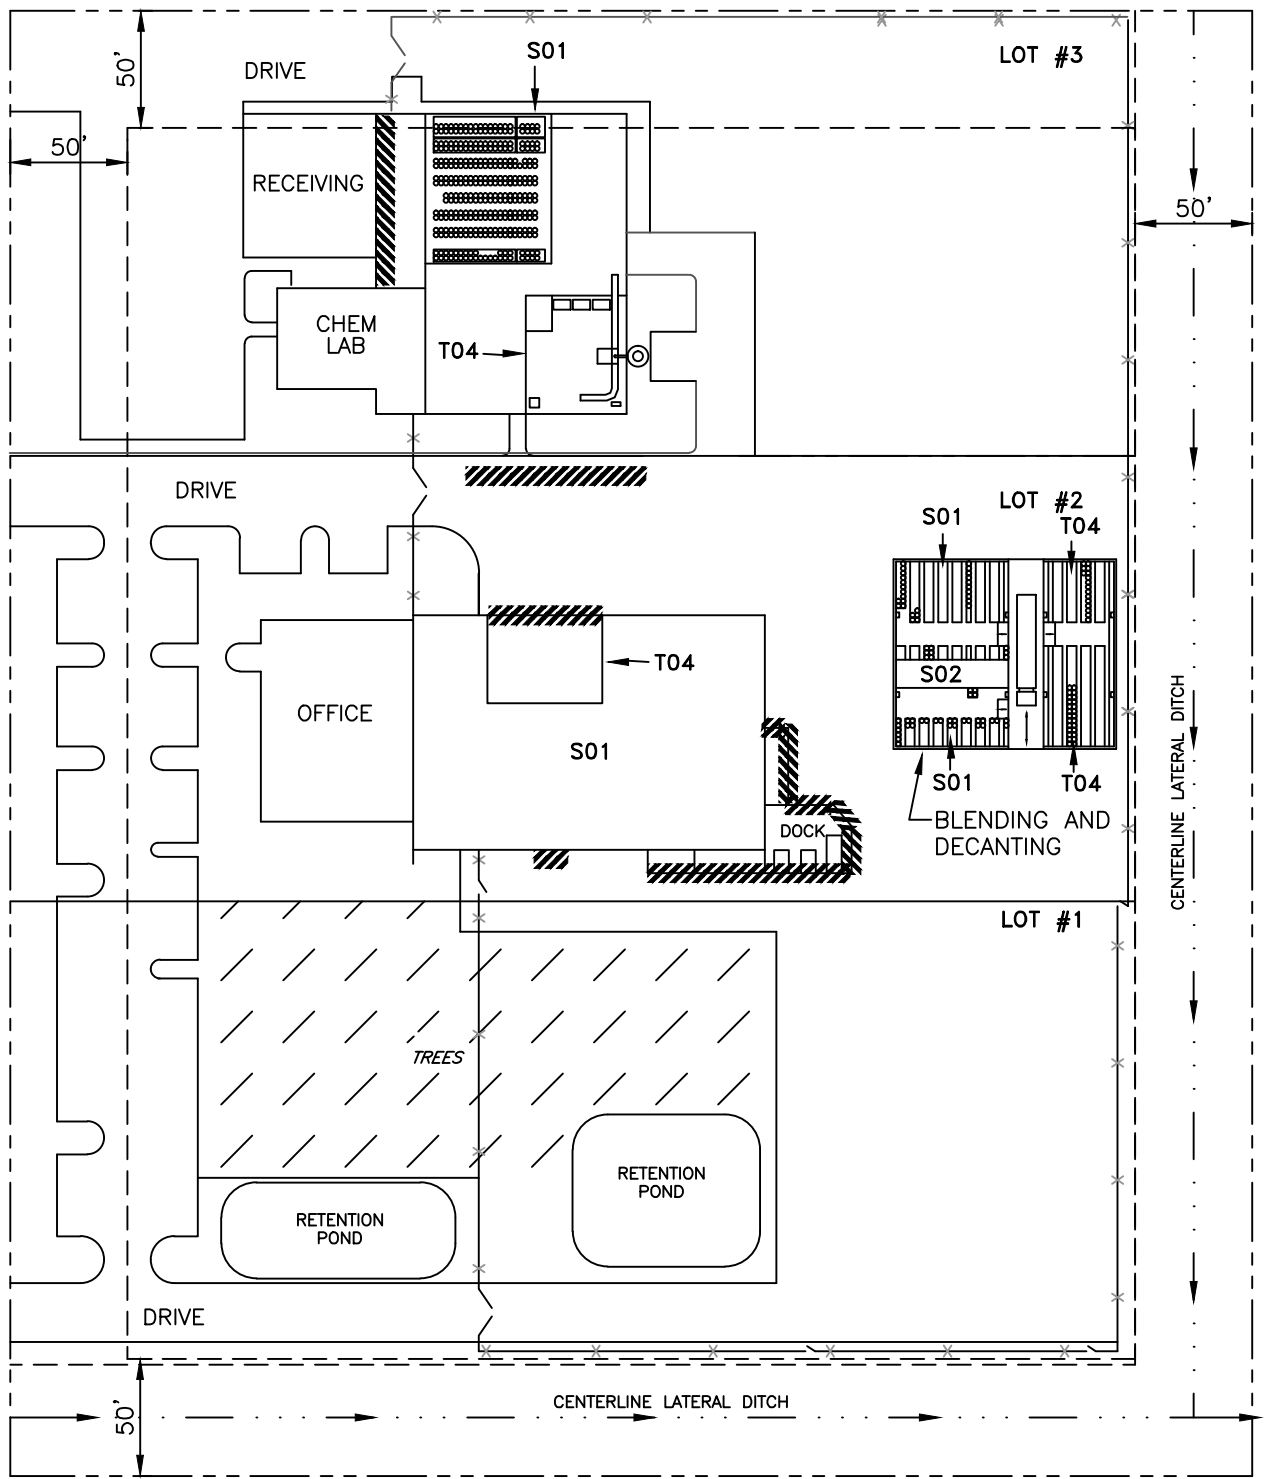 S01
LOT #3
50'
DRIVE
50'
RECEIVING
50'
CHEM
LAB
T04
DRIVE
LOT #2
S01
T04
T04
S02
OFFICE
S01
S01
T04
DOCK
BLENDING AND
DECANTING
CENTERLINE LATERAL DITCH
LOT #1
TREES
RETENTION
POND
RETENTION
POND
DRIVE
50'
CENTERLINE LATERAL DITCH